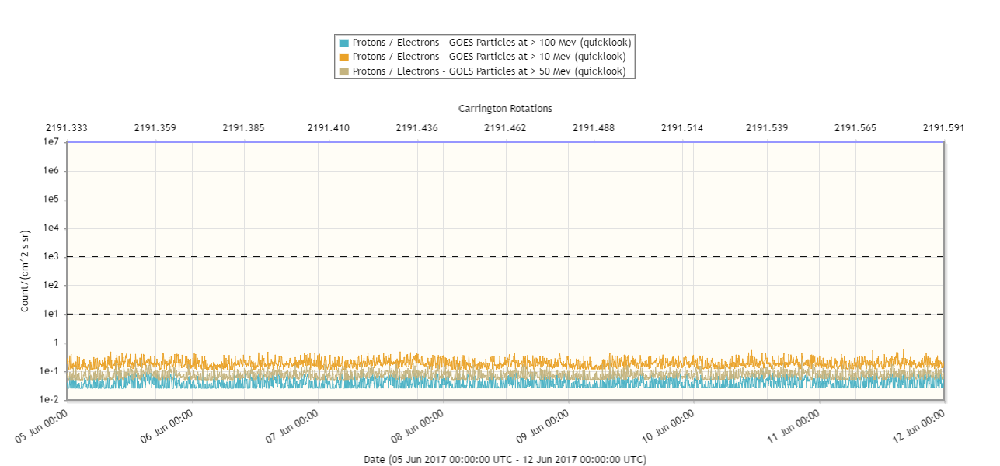 Protons / Electrons - GOES Particles at > 100 Mev (quicklook)
Protons / Electrons - GOES Particles at > 10 Mev (quicklook)
Protons / Electrons - GOES Particles at > 50 Mev (quicklook)
Carrington Rotations
2191.333 2191.359 2191.385 2191.410 2191.436 2191.462 2191.488 2191.514 2191.539 2191.565 2191.591
1e7
1e6
1e5
1e4
1e3
1e2
1e1
1
1e-1
1e-2
Count/(cm^2 s sr)
05 Jun 00:00 06 Jun 00:00 07 Jun 00:00 08 Jun 00:00 09 Jun 00:00 10 Jun 00:00 11 Jun 00:00 12 Jun 00:00
Date (05 Jun 2017 00:00:00 UTC - 12 Jun 2017 00:00:00 UTC)